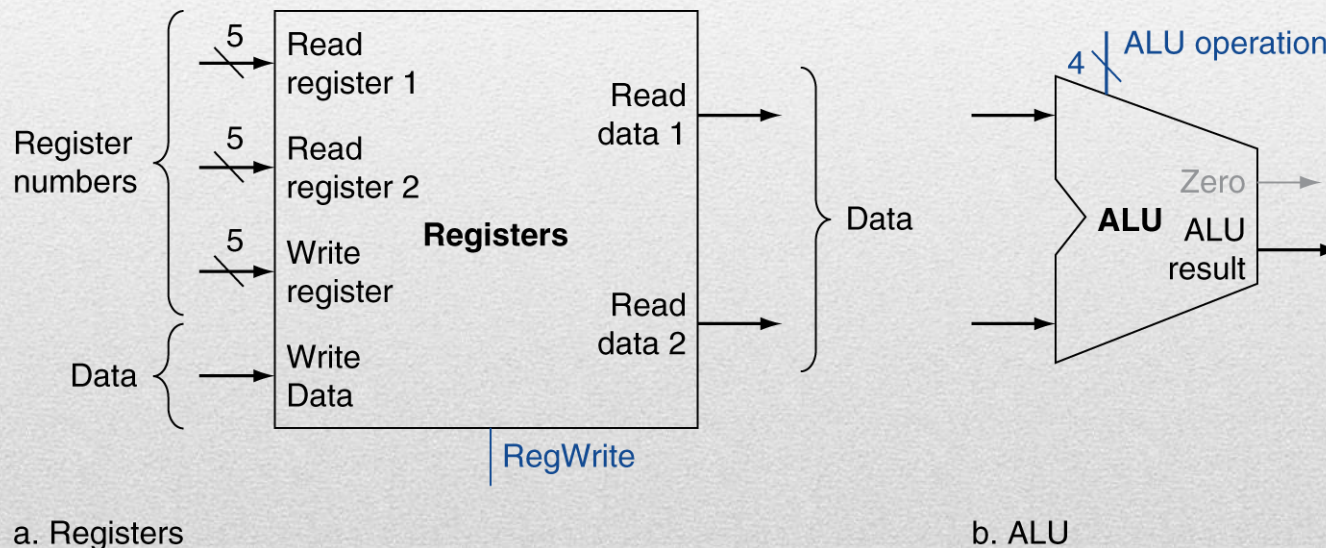 5
Read
register 1
5
Read
register 2
Register
numbers
5
Write
register
Registers
Read
data 1
Read
data 2
Data
Data
Write
Data
RegWrite
a. Registers
ALU operation
4
Zero
ALU
ALU
result
b. ALU